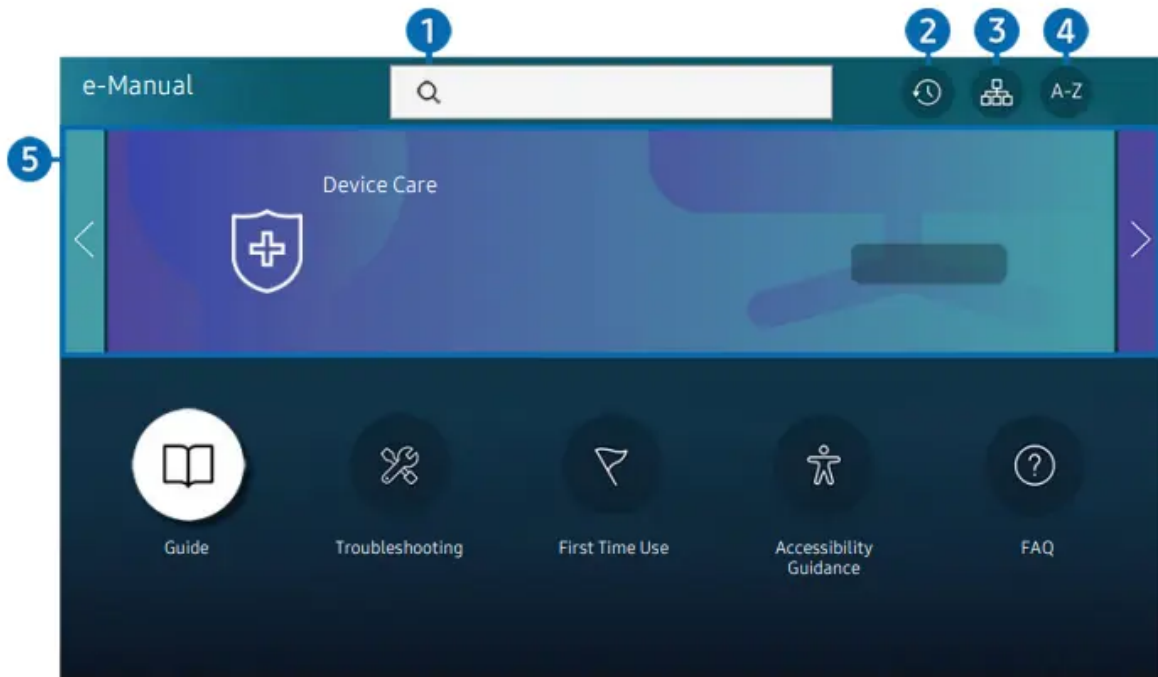 1
2
3
4
e-Manual
A-Z
5
Device Care
Guide
Troubleshooting
First Time Use
Accessibility
Guidance
FAQ